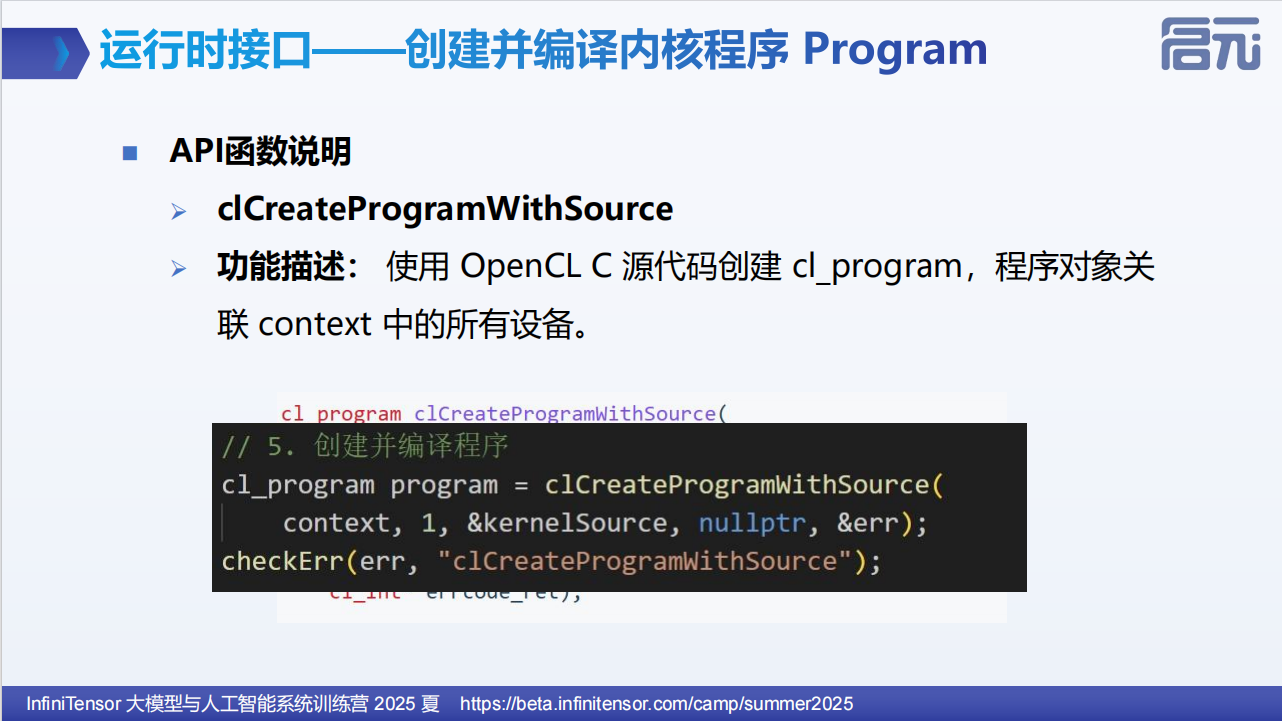 运行时接口——创建并编译内核程序 Program
启元
API函数说明
clCreateProgramWithSource
功能描述： 使用 OpenCL C 源代码创建 cl_program，程序对象关
联 context 中的所有设备。
cl_program clCreateProgramWithSource(
// 5. 创建并编译程序
cl_program program = clCreateProgramWithSource(
context, 1, &kernelSource, nullptr, &err);
checkErr(err, "clCreateProgramWithSource");
cl_int *errcode_ret);
InfiniTensor 大模型与人工智能系统训练营 2025 夏 https://beta.infinitensor.com/camp/summer2025